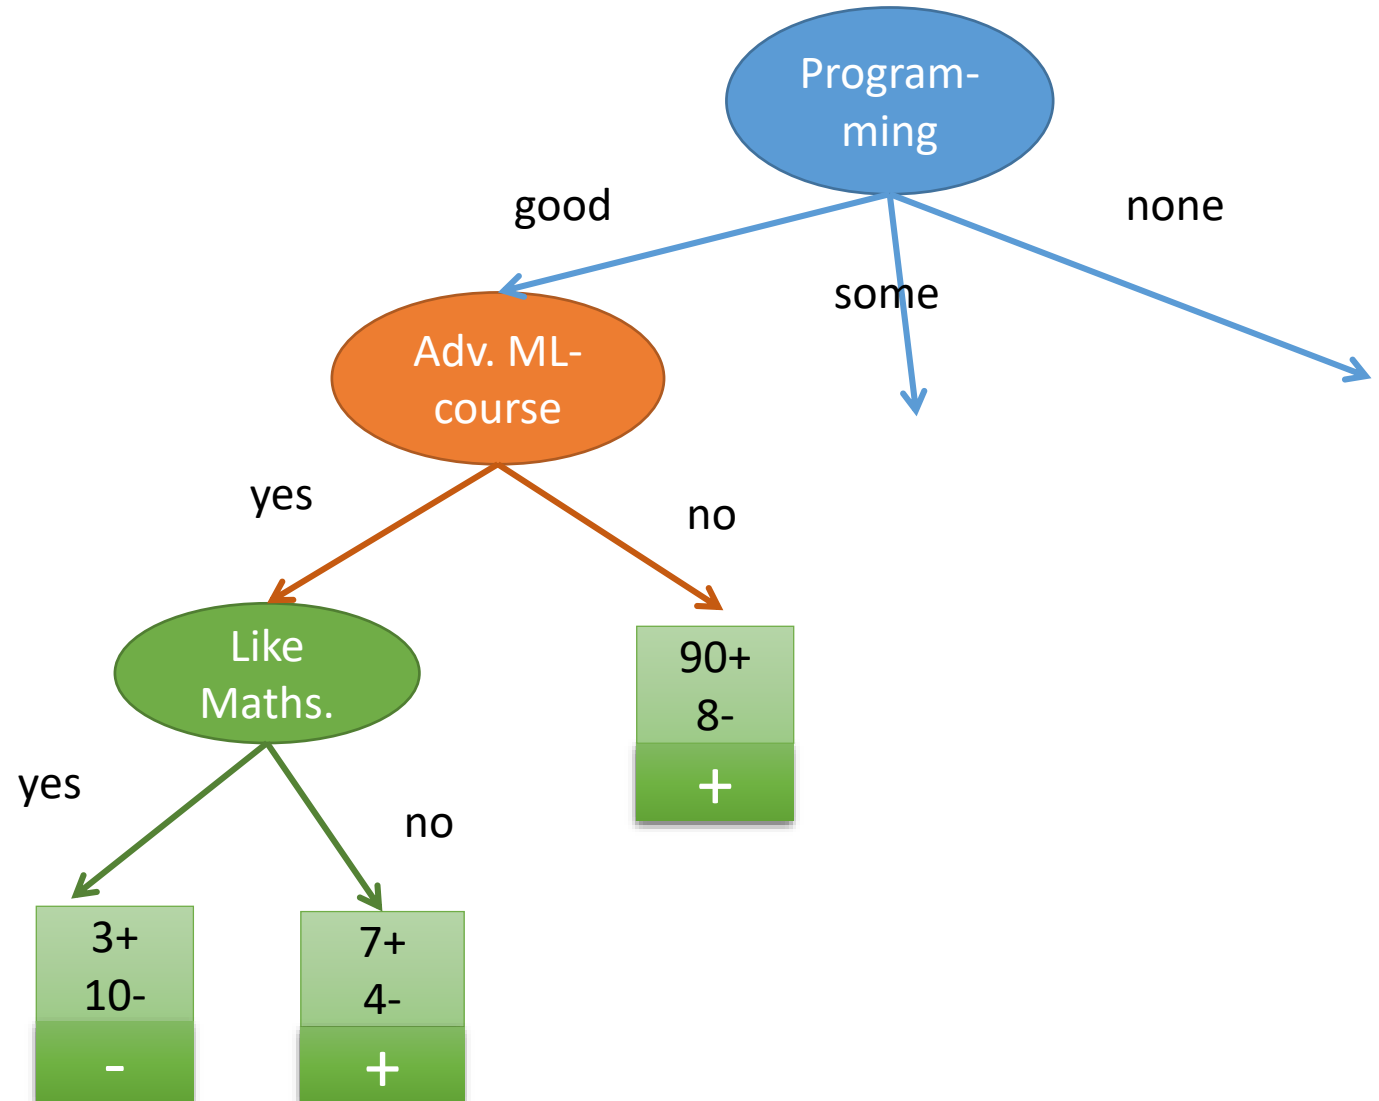 Program-
ming
good
none
some
Adv. ML-
course
yes
no
Like
Maths.
90+
8-
+
yes
no
3+
10-
-
7+
4-
+